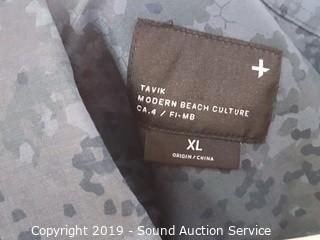 TAVIK
MODERN BEACH CULTURE
CA.4 / FI-MB
XL
ORIGIN/CHINA
Copyright 2019 - Sound Auction Service